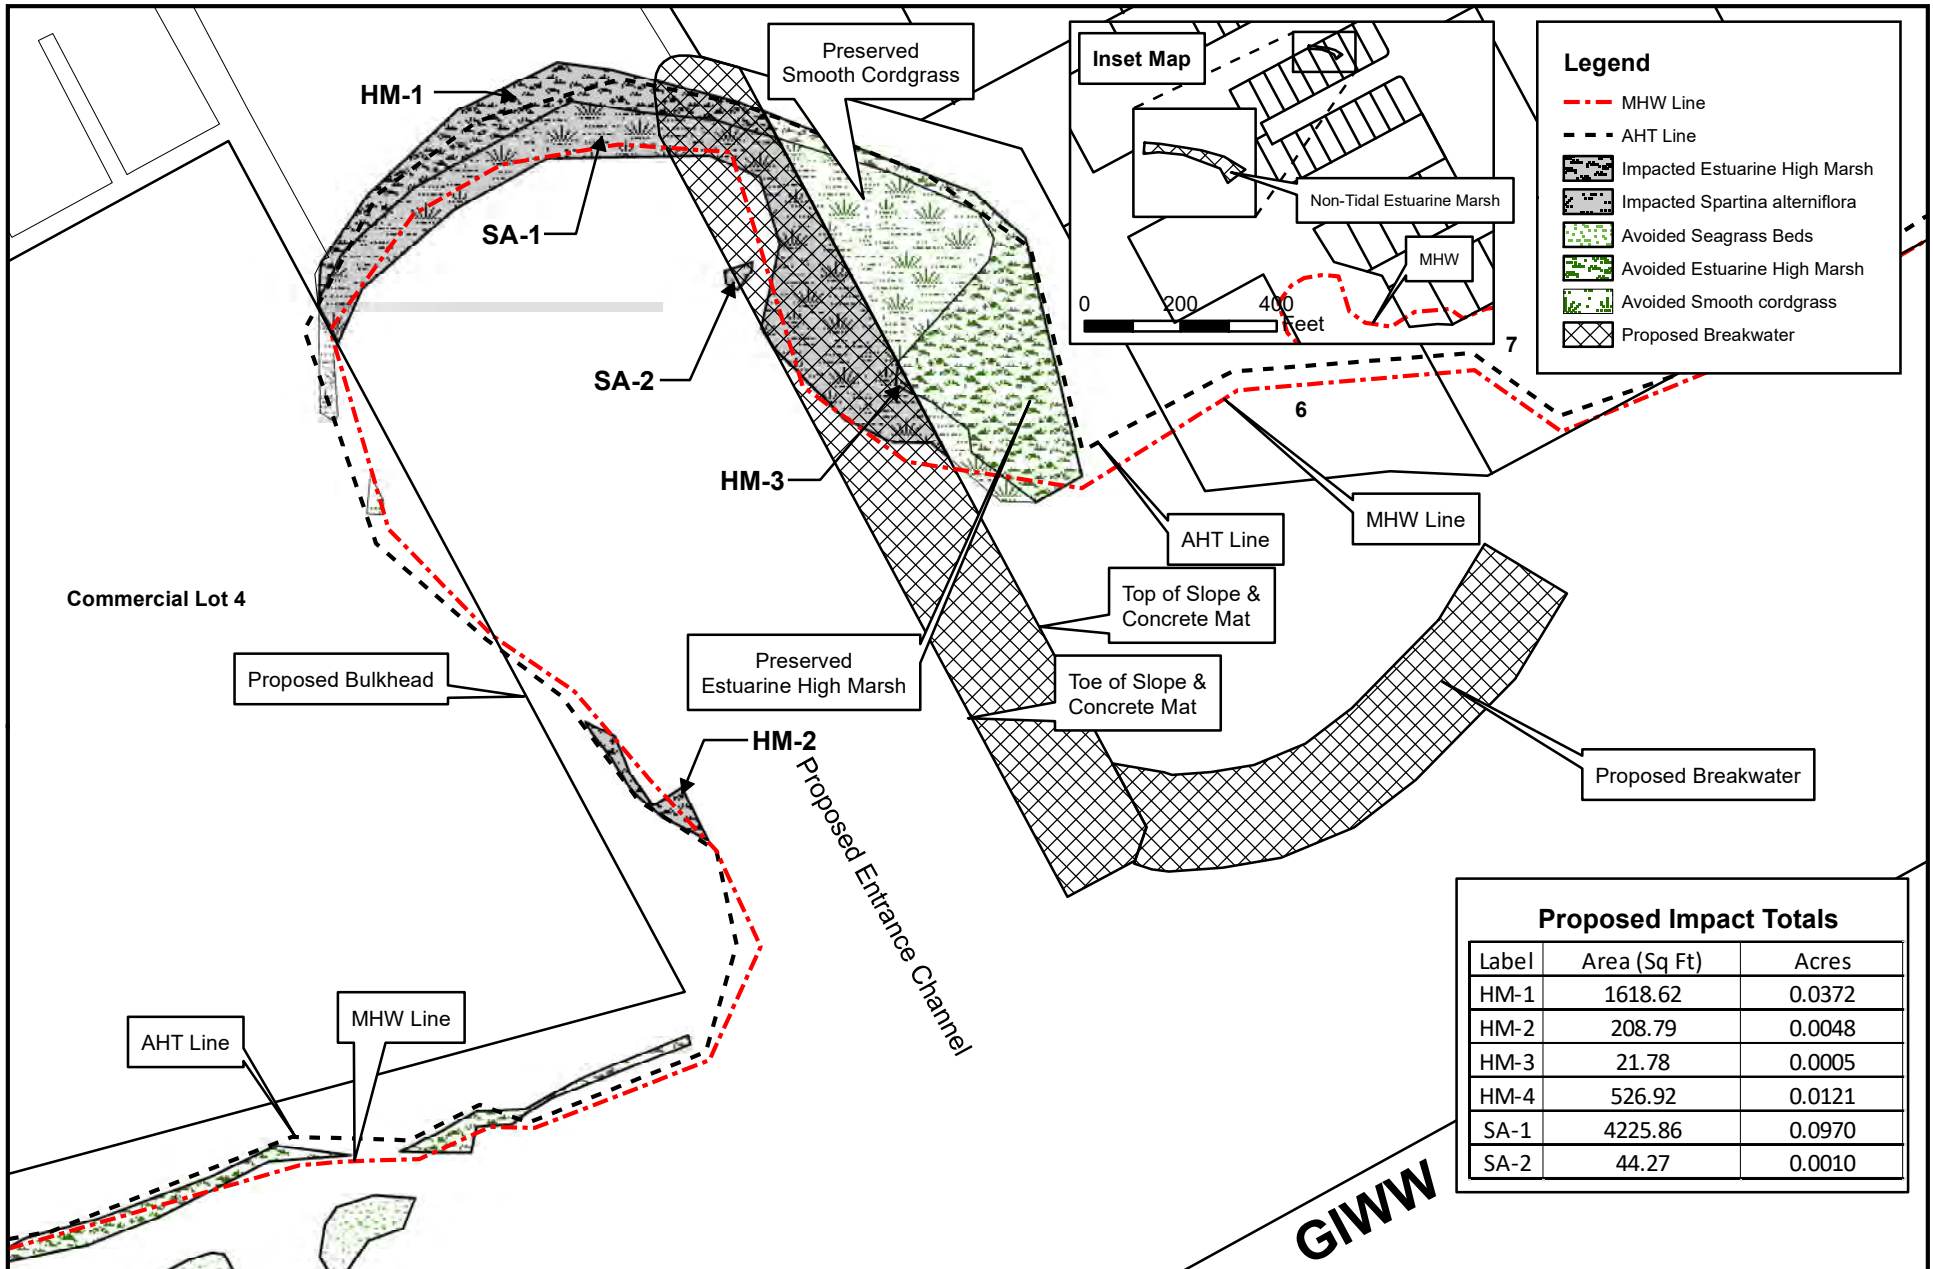 HM-1
SA-1
SA-2
HM-3
HM-2
Preserved
Smooth Cordgrass
Inset Map
Non-Tidal Estuarine Marsh
MHW
0 200 400
Feet
Legend
MHW Line
AHT Line
Impacted Estuarine High Marsh
Impacted Spartina alterniflora
Avoided Seagrass Beds
Avoided Estuarine High Marsh
Avoided Smooth cordgrass
Proposed Breakwater
7
6
AHT Line
MHW Line
Commercial Lot 4
Proposed Bulkhead
Preserved
Estuarine High Marsh
Top of Slope &
Concrete Mat
Toe of Slope &
Concrete Mat
Proposed Breakwater
Proposed Entrance Channel
AHT Line
MHW Line
GIWW
Proposed Impact Totals
Label Area (Sq Ft) Acres
HM-1 1618.62 0.0372
HM-2 208.79 0.0048
HM-3 21.78 0.0005
HM-4 526.92 0.0121
SA-1 4225.86 0.0970
SA-2 44.27 0.0010